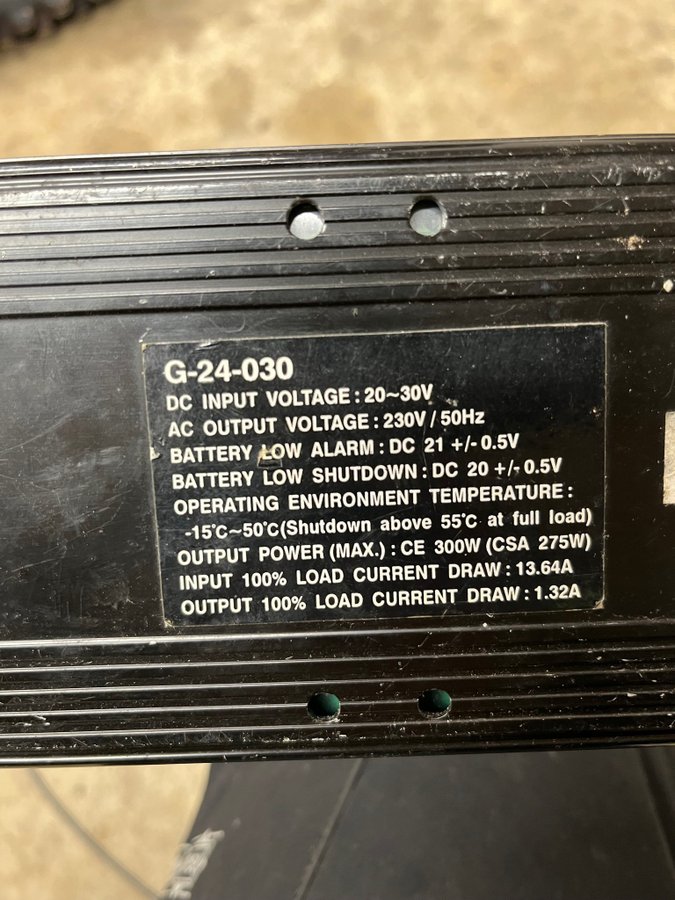 G-24-030
DC INPUT VOLTAGE : 20~30V
AC OUTPUT VOLTAGE : 230V / 50Hz
BATTERY LOW ALARM : DC 21 +/- 0.5V
BATTERY LOW SHUTDOWN : DC 20 +/- 0.5V
OPERATING ENVIRONMENT TEMPERATURE :
-15°C~50°C(Shutdown above 55°C at full load)
OUTPUT POWER (MAX.) : CE 300W (CSA 275W)
INPUT 100% LOAD CURRENT DRAW : 13.64A
OUTPUT 100% LOAD CURRENT DRAW : 1.32A